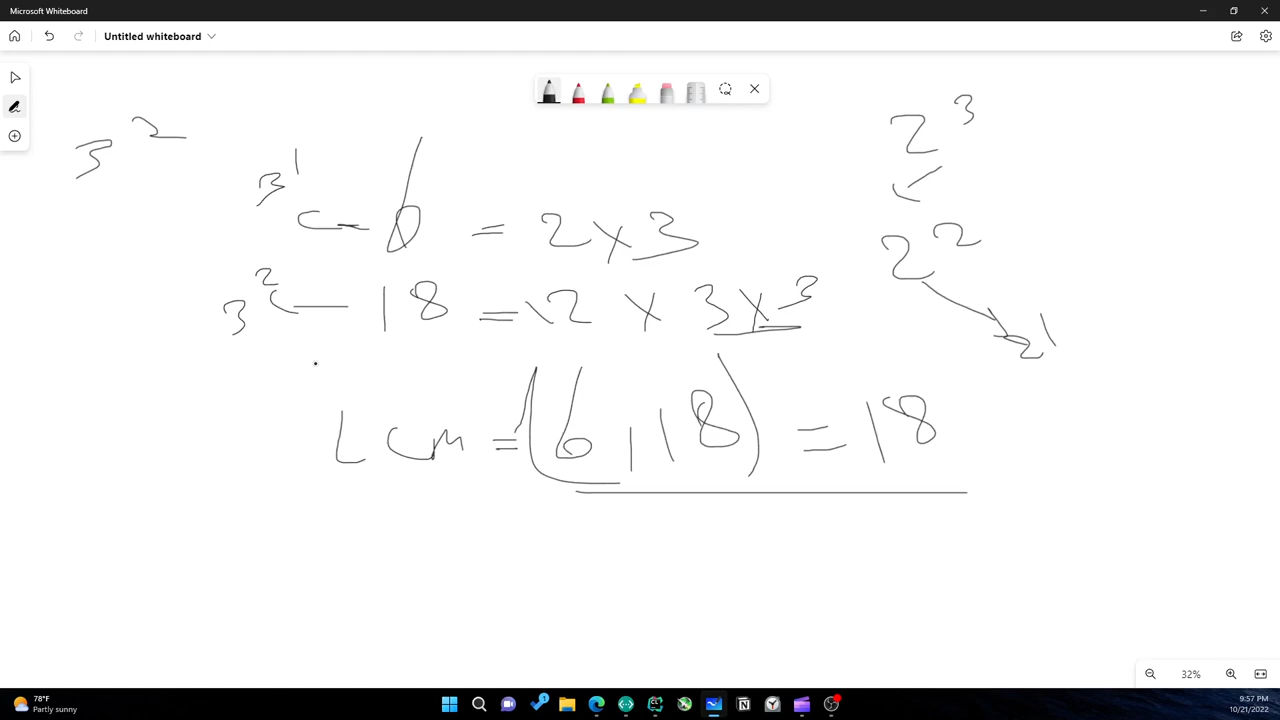 Microsoft Whiteboard
Untitled whiteboard
3²
2³
3¹ 6 = 2 x 3
2²
3² 18 = 2 x 3 x 3
2¹
Lcm = (6, 18) = 18
32%
78°F
Partly sunny
9:57 PM
10/21/2022